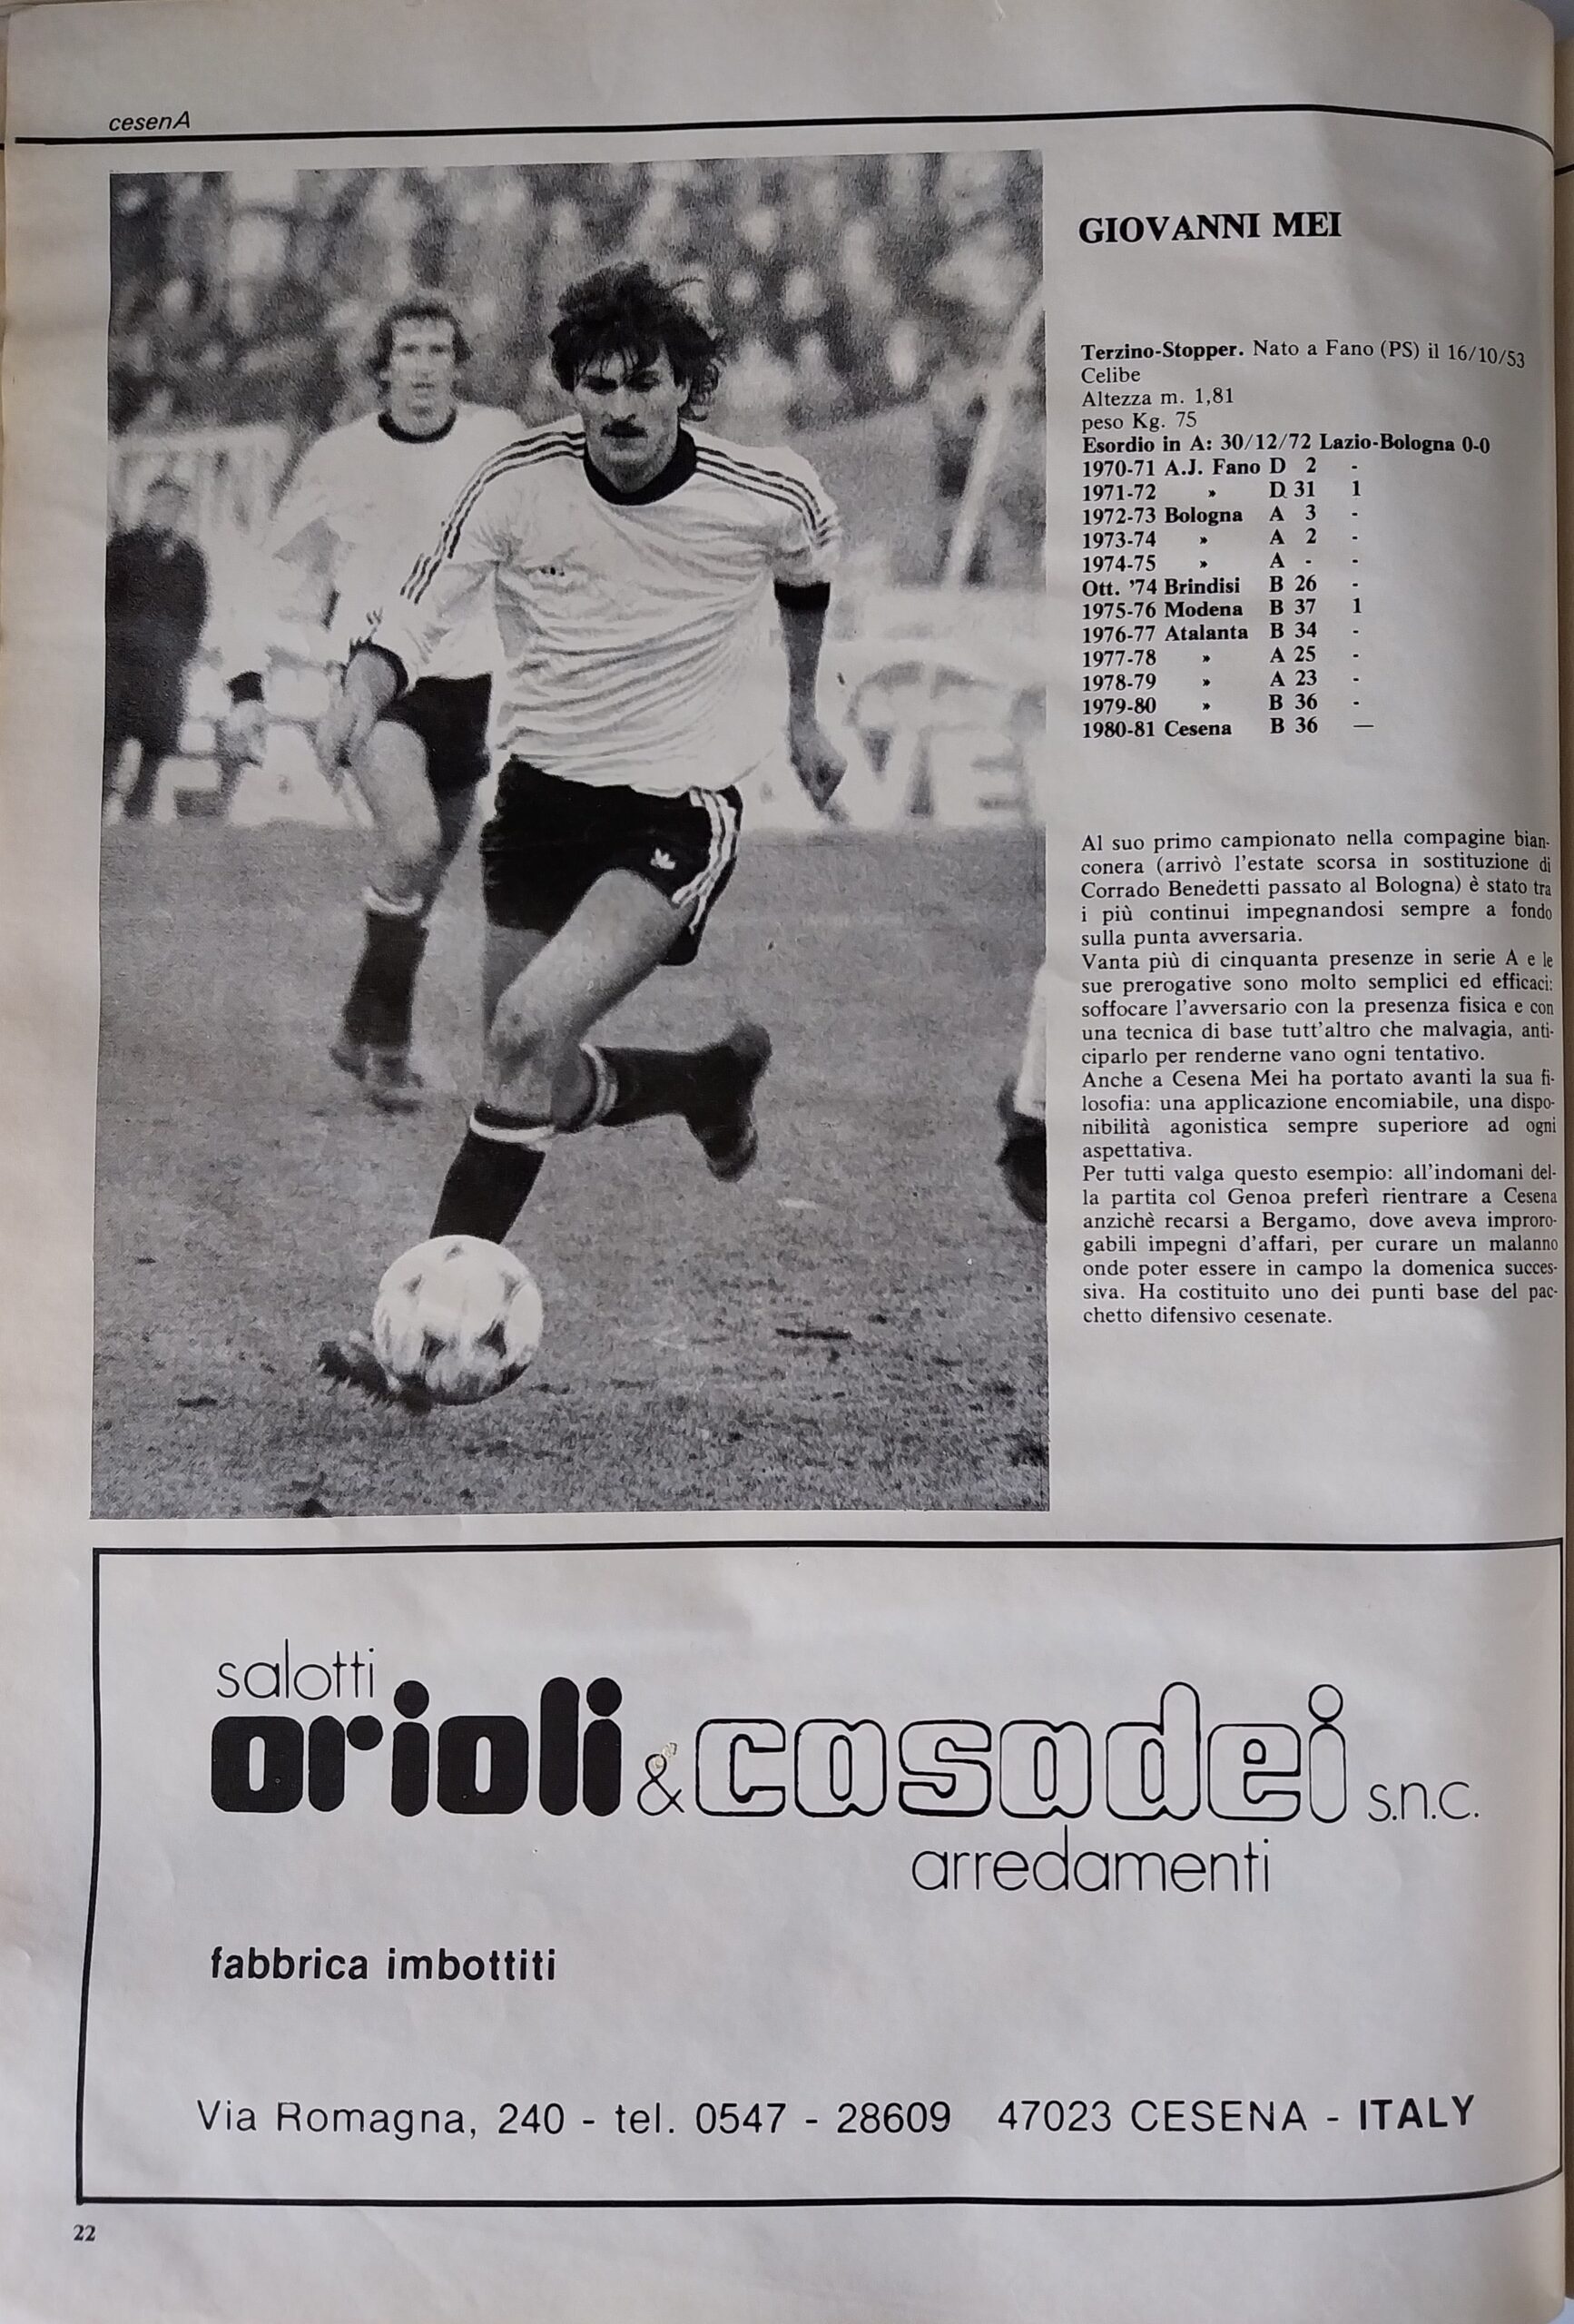 cesenA
GIOVANNI MEI
Terzino-Stopper. Nato a Fano (PS) il 16/10/53
Celibe
Altezza m. 1,81
peso Kg. 75
Esordio in A: 30/12/72 Lazio-Bologna 0-0
1970-71 A.J. Fano D 2 -
1971-72 » D 31 1
1972-73 Bologna A 3 -
1973-74 » A 2 -
1974-75 » A - -
Ott. '74 Brindisi B 26 -
1975-76 Modena B 37 1
1976-77 Atalanta B 34 -
1977-78 » A 25 -
1978-79 » A 23 -
1979-80 » B 36 -
1980-81 Cesena B 36 —
Al suo primo campionato nella compagine bian-
conera (arrivò l'estate scorsa in sostituzione di
Corrado Benedetti passato al Bologna) è stato tra
i più continui impegnandosi sempre a fondo
sulla punta avversaria.
Vanta più di cinquanta presenze in serie A e le
sue prerogative sono molto semplici ed efficaci:
soffocare l'avversario con la presenza fisica e con
una tecnica di base tutt'altro che malvagia, anti-
ciparlo per renderne vano ogni tentativo.
Anche a Cesena Mei ha portato avanti la sua fi-
losofia: una applicazione encomiabile, una dispo-
nibilità agonistica sempre superiore ad ogni
aspettativa.
Per tutti valga questo esempio: all'indomani del-
la partita col Genoa preferì rientrare a Cesena
anzichè recarsi a Bergamo, dove aveva improro-
gabili impegni d'affari, per curare un malanno
onde poter essere in campo la domenica succes-
siva. Ha costituito uno dei punti base del pac-
chetto difensivo cesenate.
salotti
orioli & casadei s.n.c.
arredamenti
fabbrica imbottiti
Via Romagna, 240 - tel. 0547 - 28609 47023 CESENA - ITALY
22